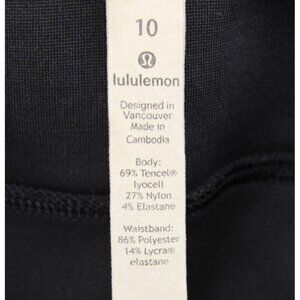 10
lululemon
Designed in
Vancouver
Made in
Cambodia
Body:
69% Tencel®
lyocell
27% Nylon
4% Elastane
Waistband:
86% Polyester
14% Lycra®
elastane